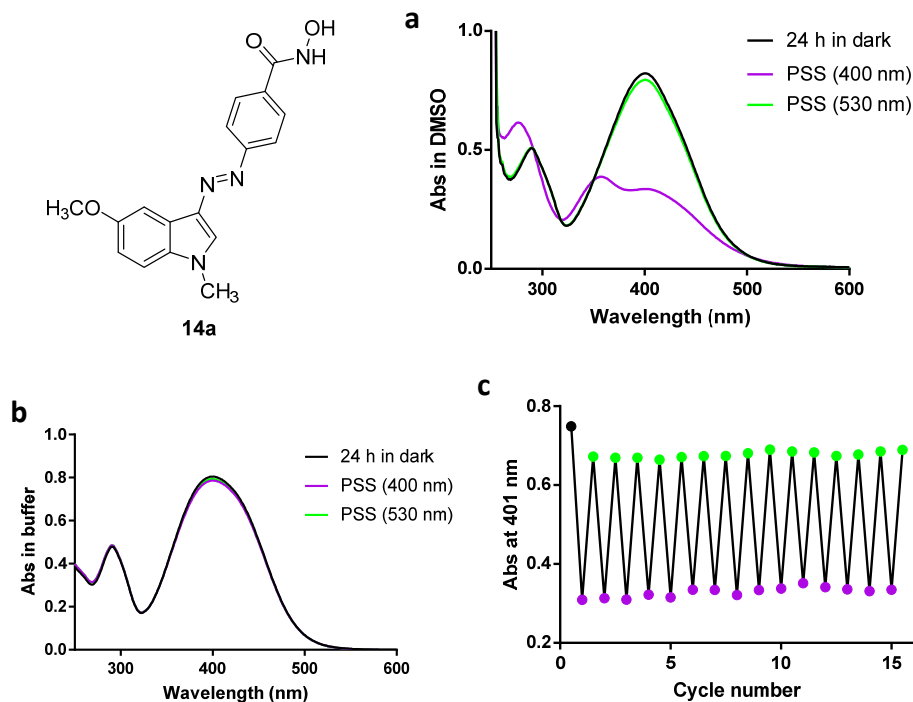 O
OH
NH
N
N
H3CO
N
CH3
14a
a
Abs in DMSO
1.0
0.5
0.0
300
400
500
600
Wavelength (nm)
24 h in dark
PSS (400 nm)
PSS (530 nm)
b
Abs in buffer
1.0
0.8
0.6
0.4
0.2
0.0
300
400
500
600
Wavelength (nm)
24 h in dark
PSS (400 nm)
PSS (530 nm)
c
Abs at 401 nm
0.8
0.6
0.4
0.2
0
5
10
15
Cycle number